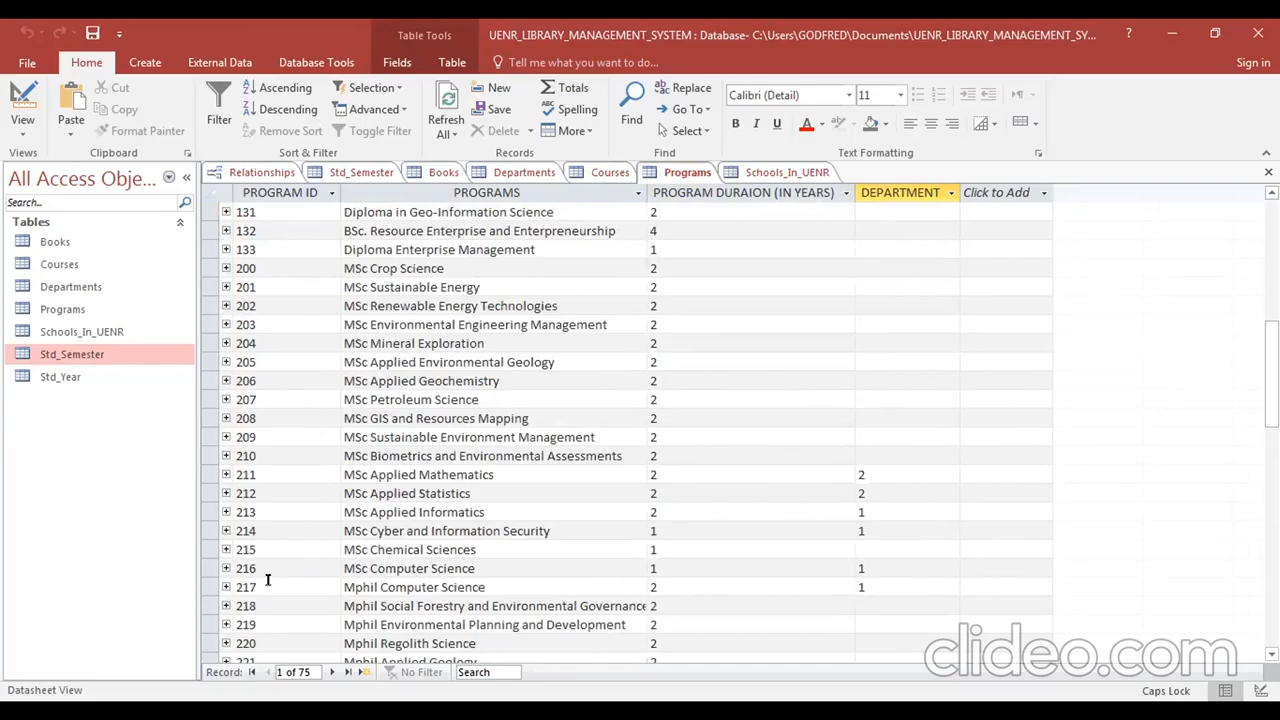 Table Tools
UENR_LIBRARY_MANAGEMENT_SYSTEM : Database- C:\Users\GODFRED\Documents\UENR_LIBRARY_MANAGEMENT_SY...
?
File Home Create External Data Database Tools Fields Table Tell me what you want to do... Sign in
View
Views
Paste
Cut
Copy
Format Painter
Clipboard
Filter
Ascending
Descending
Remove Sort
Selection
Advanced
Toggle Filter
Sort & Filter
Refresh
All
New
Save
Delete
Totals
Spelling
More
Records
Find
Replace
Go To
Select
Find
Calibri (Detail) 11
B I U A
Text Formatting
All Access Obje...
Search...
Tables
Books
Courses
Departments
Programs
Schools_In_UENR
Std_Semester
Std_Year
Relationships Std_Semester Books Departments Courses Programs Schools_In_UENR
PROGRAM ID PROGRAMS PROGRAM DURAION (IN YEARS) DEPARTMENT Click to Add
131 Diploma in Geo-Information Science 2
132 BSc. Resource Enterprise and Enterpreneurship 4
133 Diploma Enterprise Management 1
200 MSc Crop Science 2
201 MSc Sustainable Energy 2
202 MSc Renewable Energy Technologies 2
203 MSc Environmental Engineering Management 2
204 MSc Mineral Exploration 2
205 MSc Applied Environmental Geology 2
206 MSc Applied Geochemistry 2
207 MSc Petroleum Science 2
208 MSc GIS and Resources Mapping 2
209 MSc Sustainable Environment Management 2
210 MSc Biometrics and Environmental Assessments 2
211 MSc Applied Mathematics 2 2
212 MSc Applied Statistics 2 2
213 MSc Applied Informatics 2 1
214 MSc Cyber and Information Security 1 1
215 MSc Chemical Sciences 1
216 MSc Computer Science 1 1
217 Mphil Computer Science 2 1
218 Mphil Social Forestry and Environmental Governance 2
219 Mphil Environmental Planning and Development 2
220 Mphil Regolith Science 2
221 Mphil Applied Geology 2
Record: 1 of 75 No Filter Search
Datasheet View Caps Lock
clideo.com